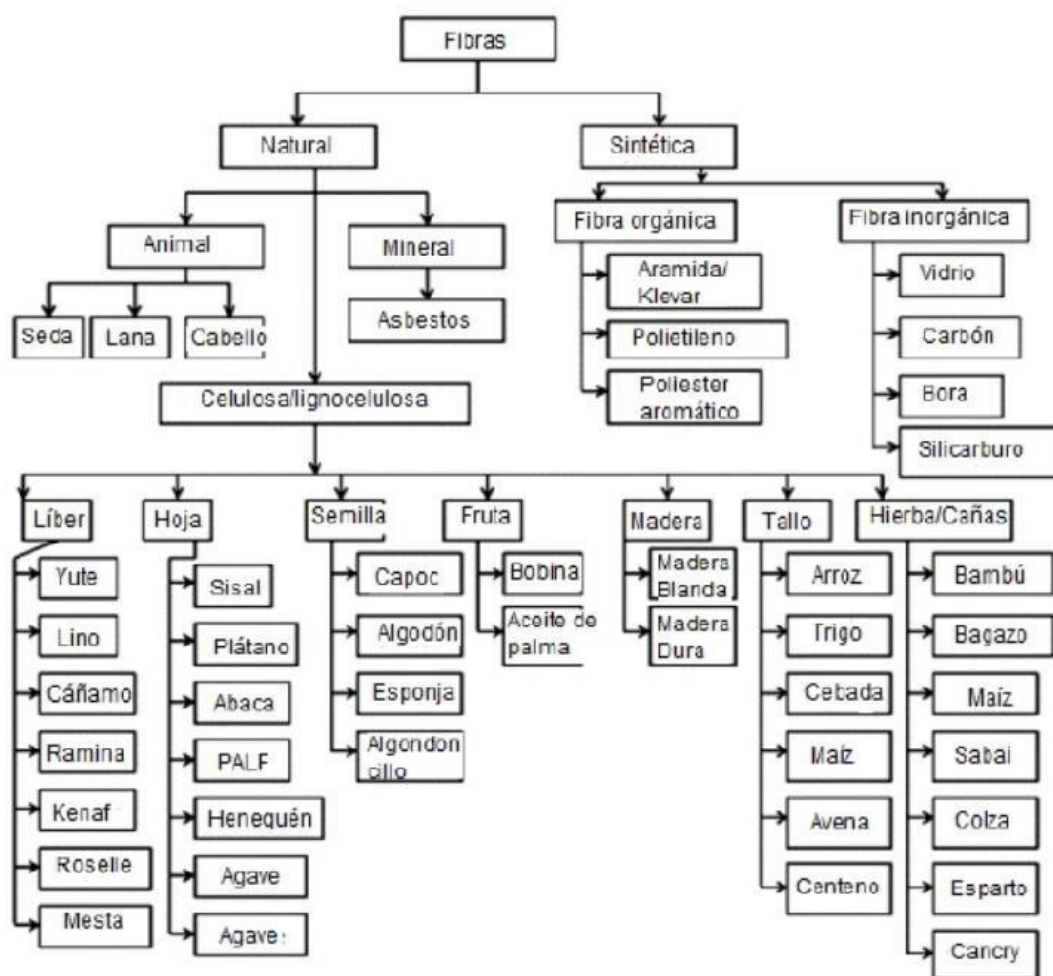 Fibras
Natural
Sintética
Animal
Mineral
Fibra orgánica
Fibra inorgánica
Seda
Lana
Cabello
Asbestos
Aramida/
Klevar
Polietileno
Poliester
aromático
Vidrio
Carbón
Bora
Silicarburo
Celulosa/lignocelulosa
Líber
Hoja
Semilla
Fruta
Madera
Tallo
Hierba/Cañas
Yute
Lino
Cáñamo
Ramina
Kenaf
Roselle
Mesta
Sisal
Plátano
Abaca
PALF
Henequén
Agave
Agave
Capoc
Algodón
Esponja
Algondon
cillo
Bobina
Aceite de
palma
Madera
Blanda
Madera
Dura
Arroz
Trigo
Cebada
Maíz
Avena
Centeno
Bambú
Bagazo
Maíz
Sabai
Colza
Esparto
Cancry